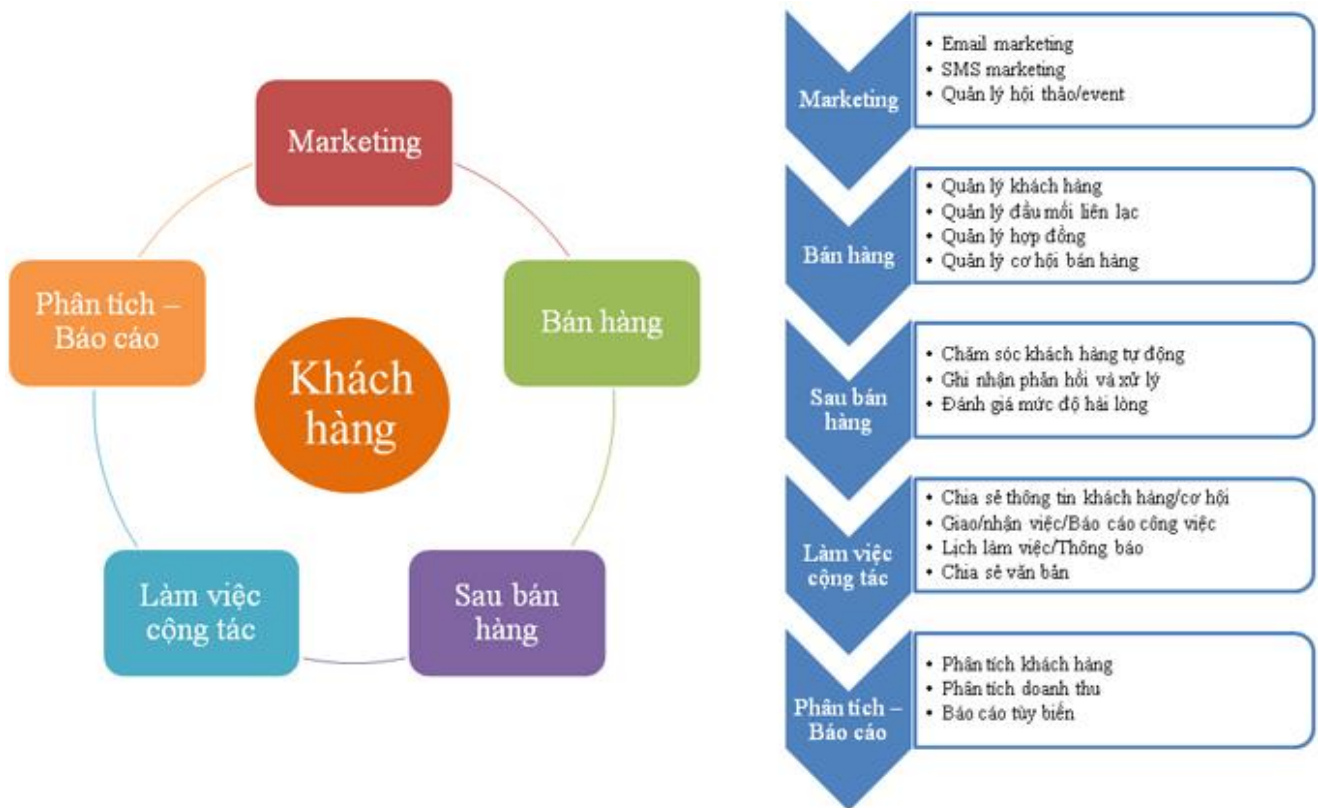 Marketing
Bán hàng
Sau bán
hàng
Làm việc
cộng tác
Phân tích –
Báo cáo
Khách
hàng
Marketing
• Email marketing
• SMS marketing
• Quản lý hội thảo/event
Bán hàng
• Quản lý khách hàng
• Quản lý đầu mối liên lạc
• Quản lý hợp đồng
• Quản lý cơ hội bán hàng
Sau bán
hàng
• Chăm sóc khách hàng tự động
• Ghi nhận phản hồi và xử lý
• Đánh giá mức độ hài lòng
Làm việc
cộng tác
• Chia sẻ thông tin khách hàng/cơ hội
• Giao/nhận việc/Báo cáo công việc
• Lịch làm việc/Thông báo
• Chia sẻ văn bản
Phân tích –
Báo cáo
• Phân tích khách hàng
• Phân tích doanh thu
• Báo cáo tùy biến